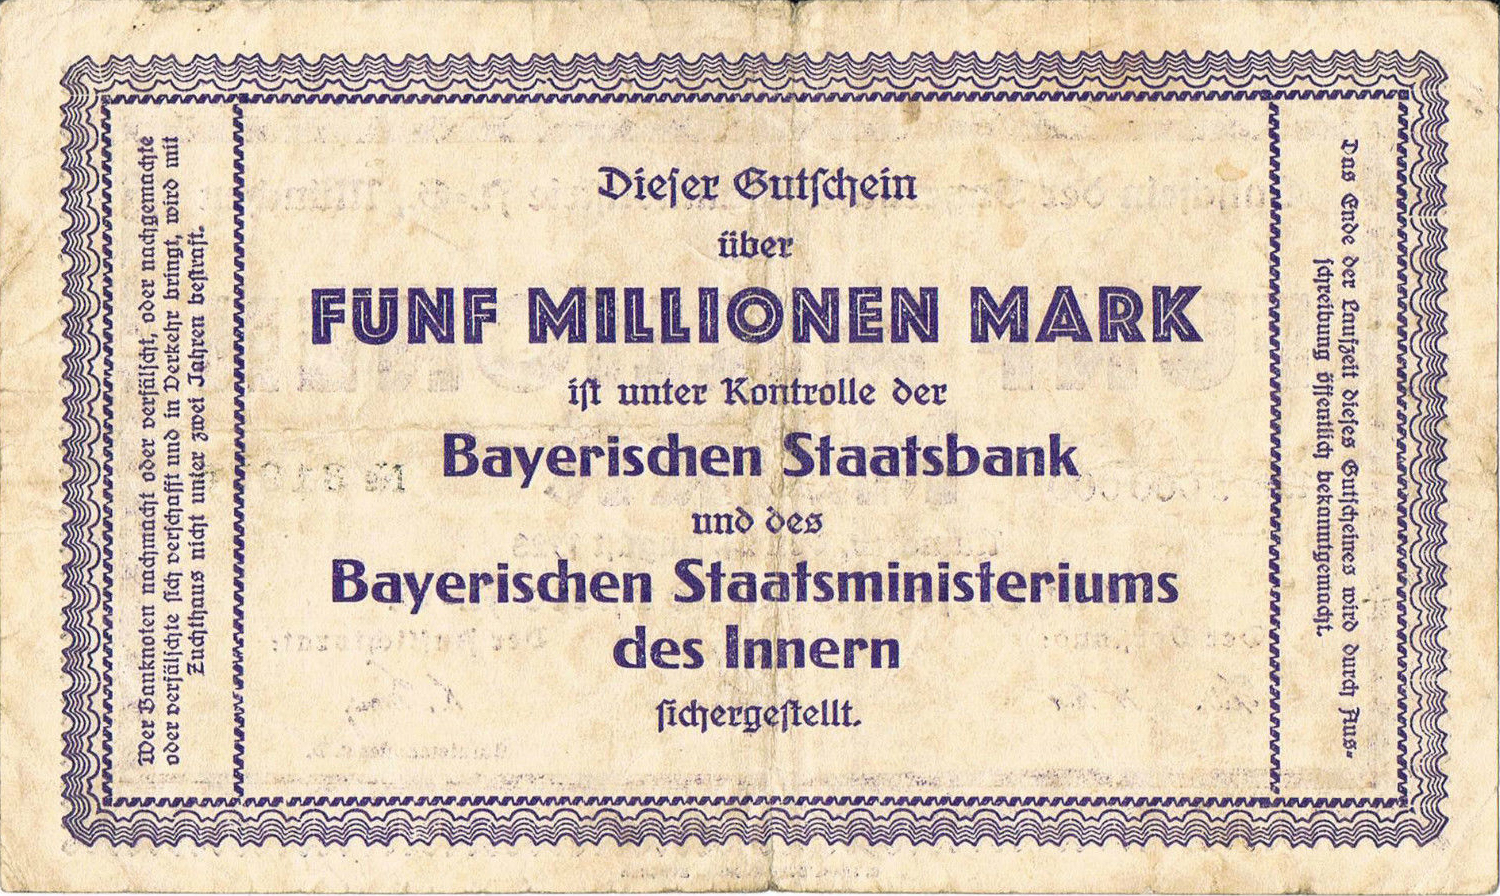 Wer Banknoten nachmacht oder verfälscht, oder nachgemachte
oder verfälschte sich verschafft und in Verkehr bringt, wird mit
Zuchthaus nicht unter zwei Jahren bestraft.
Dieser Gutschein
über
FÜNF MILLIONEN MARK
ist unter Kontrolle der
Bayerischen Staatsbank
und des
Bayerischen Staatsministeriums
des Innern
sichergestellt.
Das Ende der Laufzeit dieses Gutscheines wird durch Aus-
schreibung öffentlich bekanntgemacht.